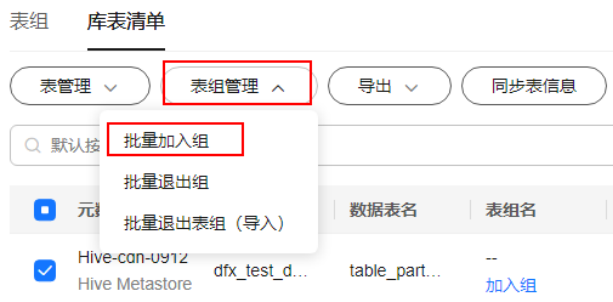 表组 库表清单
表管理 表组管理 导出 同步表信息
默认按
批量加入组
批量退出组
批量退出表组（导入）
数据表名 表组名
Hive-cdn-0912 dfx_test_d... table_part... --
Hive Metastore 加入组